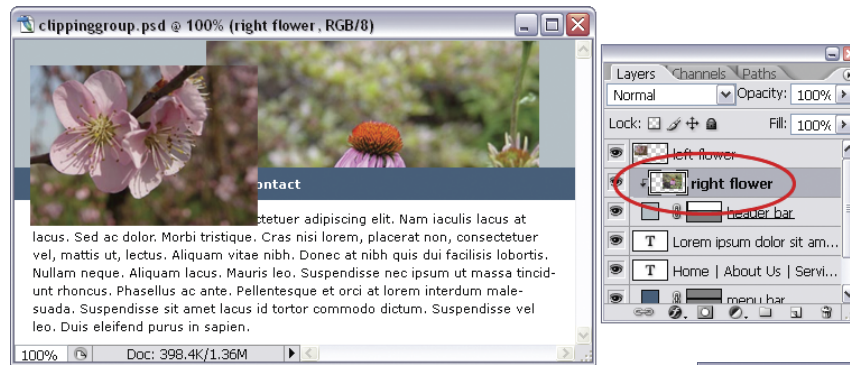 clippinggroup.psd @ 100% (right flower, RGB/8)
ontact
ctetuer adipiscing elit. Nam iaculis lacus at
lacus. Sed ac dolor. Morbi tristique. Cras nisi lorem, placerat non, consectetuer
vel, mattis ut, lectus. Aliquam vitae nibh. Donec at nibh quis dui facilisis lobortis.
Nullam neque. Aliquam lacus. Mauris leo. Suspendisse nec ipsum ut massa tincid-
unt rhoncus. Phasellus ac ante. Pellentesque et orci at lorem interdum male-
suada. Suspendisse sit amet lacus id tortor commodo dictum. Suspendisse vel
leo. Duis eleifend purus in sapien.
100% Doc: 398.4K/1.36M
Layers Channels Paths
Normal Opacity: 100%
Lock: Fill: 100%
left flower
right flower
header bar
T Lorem ipsum dolor sit am...
T Home | About Us | Servi...
menu bar